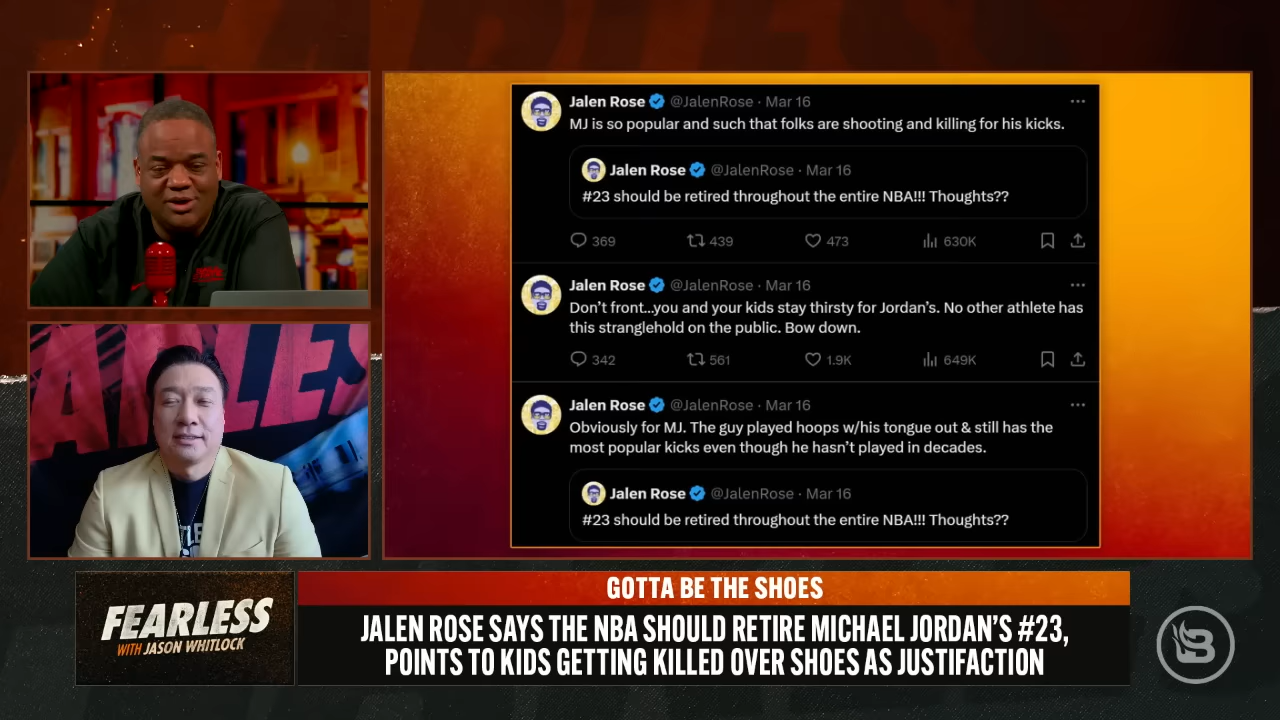 Jalen Rose @JalenRose · Mar 16
MJ is so popular and such that folks are shooting and killing for his kicks.
Jalen Rose @JalenRose · Mar 16
#23 should be retired throughout the entire NBA!!! Thoughts??
369 439 473 630K
Jalen Rose @JalenRose · Mar 16
Don't front...you and your kids stay thirsty for Jordan's. No other athlete has
this stranglehold on the public. Bow down.
342 561 1.9K 649K
Jalen Rose @JalenRose · Mar 16
Obviously for MJ. The guy played hoops w/his tongue out & still has the
most popular kicks even though he hasn't played in decades.
Jalen Rose @JalenRose · Mar 16
#23 should be retired throughout the entire NBA!!! Thoughts??
GOTTA BE THE SHOES
FEARLESS
WITH JASON WHITLOCK
JALEN ROSE SAYS THE NBA SHOULD RETIRE MICHAEL JORDAN'S #23,
POINTS TO KIDS GETTING KILLED OVER SHOES AS JUSTIFACTION
B